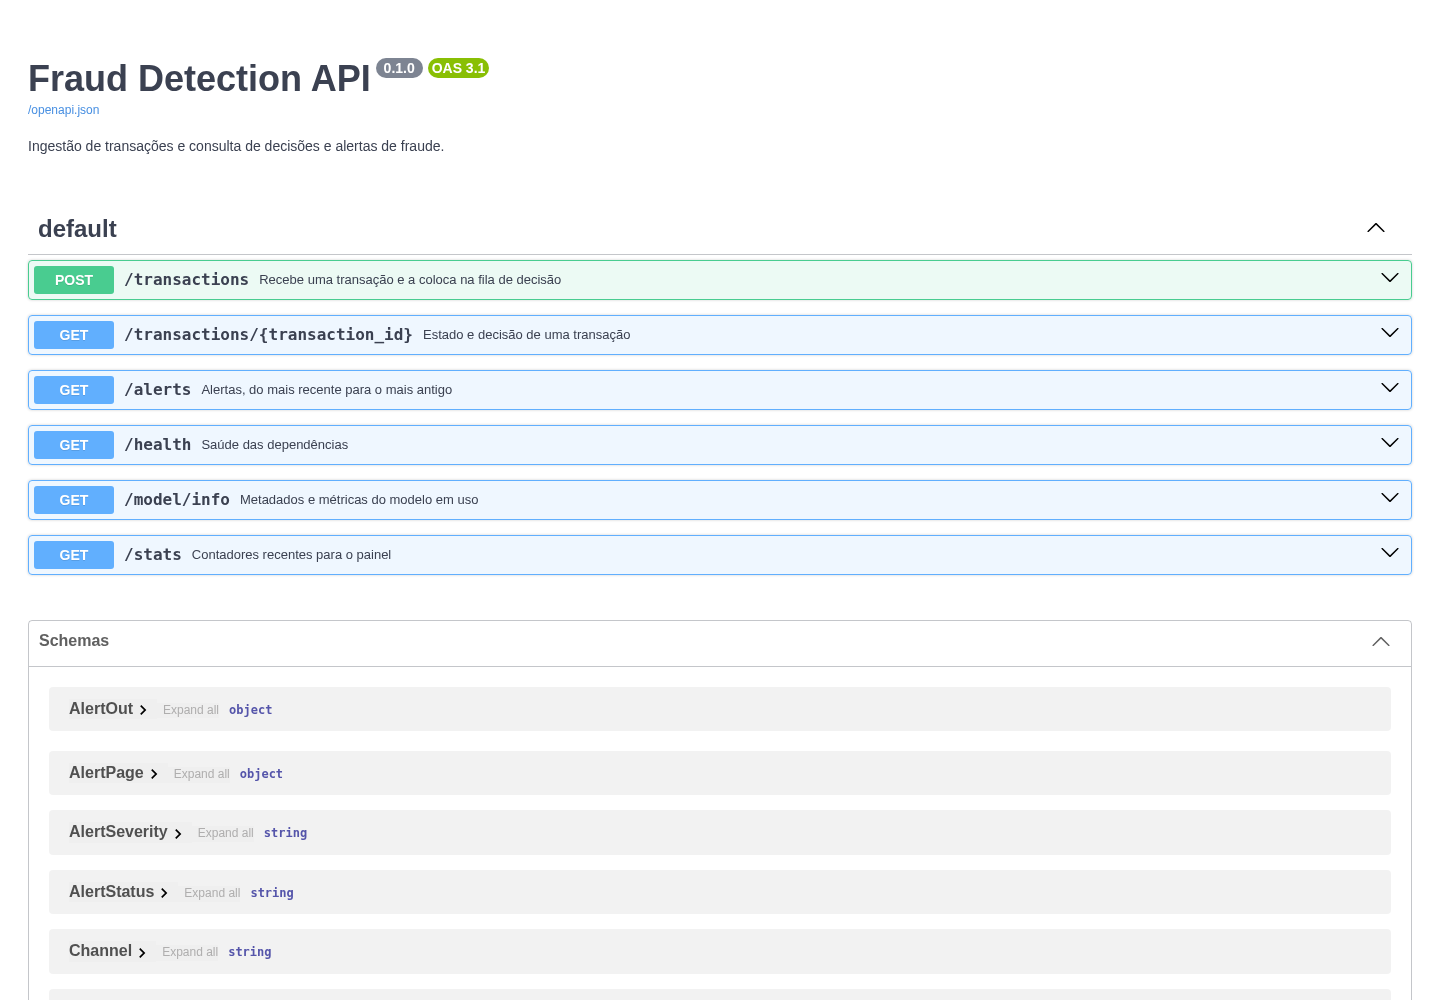 Fraud Detection API 0.1.0 OAS 3.1
/openapi.json
Ingestão de transações e consulta de decisões e alertas de fraude.
default
POST /transactions Recebe uma transação e a coloca na fila de decisão
GET /transactions/{transaction_id} Estado e decisão de uma transação
GET /alerts Alertas, do mais recente para o mais antigo
GET /health Saúde das dependências
GET /model/info Metadados e métricas do modelo em uso
GET /stats Contadores recentes para o painel
Schemas
AlertOut Expand all object
AlertPage Expand all object
AlertSeverity Expand all string
AlertStatus Expand all string
Channel Expand all string